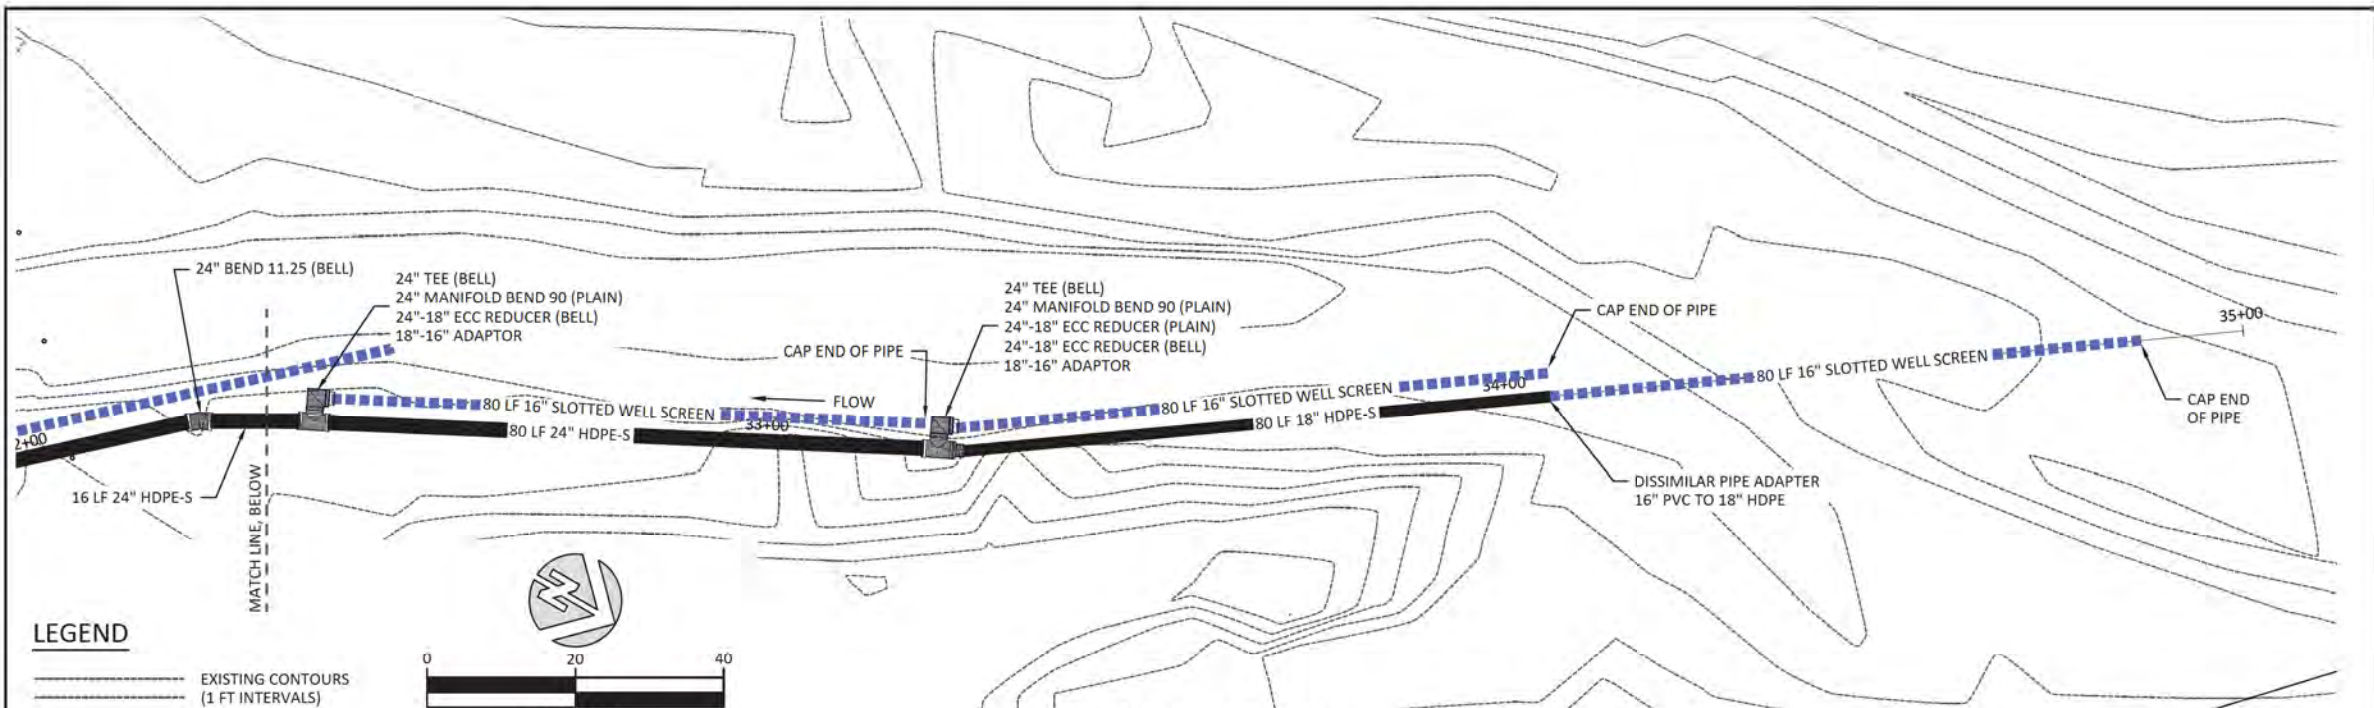 24" BEND 11.25 (BELL)
24" TEE (BELL)
24" MANIFOLD BEND 90 (PLAIN)
24"-18" ECC REDUCER (BELL)
18"-16" ADAPTOR
24" TEE (BELL)
24" MANIFOLD BEND 90 (PLAIN)
24"-18" ECC REDUCER (PLAIN)
24"-18" ECC REDUCER (BELL)
18"-16" ADAPTOR
CAP END OF PIPE
CAP END OF PIPE
35+00
80 LF 16" SLOTTED WELL SCREEN
CAP END
OF PIPE
FLOW
34+00
80 LF 16" SLOTTED WELL SCREEN
80 LF 16" SLOTTED WELL SCREEN
80 LF 18" HDPE-S
33+00
80 LF 24" HDPE-S
2+00
16 LF 24" HDPE-S
MATCH LINE, BELOW
DISSIMILAR PIPE ADAPTER
16" PVC TO 18" HDPE
N
LEGEND
EXISTING CONTOURS
(1 FT INTERVALS)
0 20 40